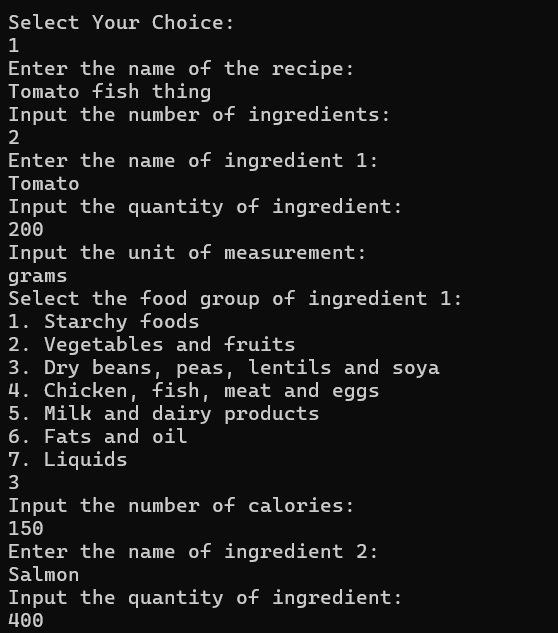 Select Your Choice:
1
Enter the name of the recipe:
Tomato fish thing
Input the number of ingredients:
2
Enter the name of ingredient 1:
Tomato
Input the quantity of ingredient:
200
Input the unit of measurement:
grams
Select the food group of ingredient 1:
1. Starchy foods
2. Vegetables and fruits
3. Dry beans, peas, lentils and soya
4. Chicken, fish, meat and eggs
5. Milk and dairy products
6. Fats and oil
7. Liquids
3
Input the number of calories:
150
Enter the name of ingredient 2:
Salmon
Input the quantity of ingredient:
400